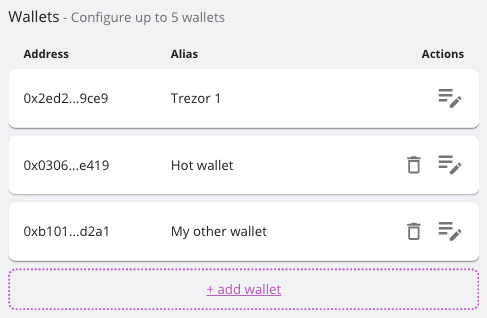 Wallets - Configure up to 5 wallets
Address Alias Actions
0x2ed2...9ce9 Trezor 1
0x0306...e419 Hot wallet
0xb101...d2a1 My other wallet
+ add wallet